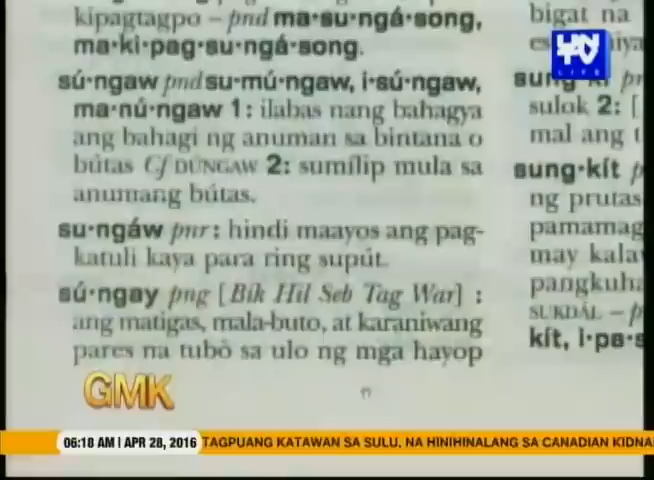 kipagtagpo – pnd ma·su·ngá·song,
ma·ki·pag·su·ngá·song.
sú·ngaw pnd su·mú·ngaw, i·sú·ngaw,
ma·nú·ngaw 1: ilabas nang bahagya
ang bahagi ng anuman sa bintana o
bútas Cf DUNGAW 2: sumílip mula sa
anumang bútas.
su·ngáw pnr: hindi maayos ang pag-
katuli kaya para ring supút.
sú·ngay png [Bik Hil Seb Tag War] :
ang matigas, mala-buto, at karaniwang
pares na tubò sa ulo ng mga hayop
bigat na
sulok 2: [
mal ang t
sung·kít p
ng prutas
pamamag
may kala
pangkuha
SUKDÁL – p
kít, i·pa·s
UNTV
LIFE
GMK
06:18 AM | APR 28, 2016 TAGPUANG KATAWAN SA SULU, NA HINIHINALANG SA CANADIAN KIDNA